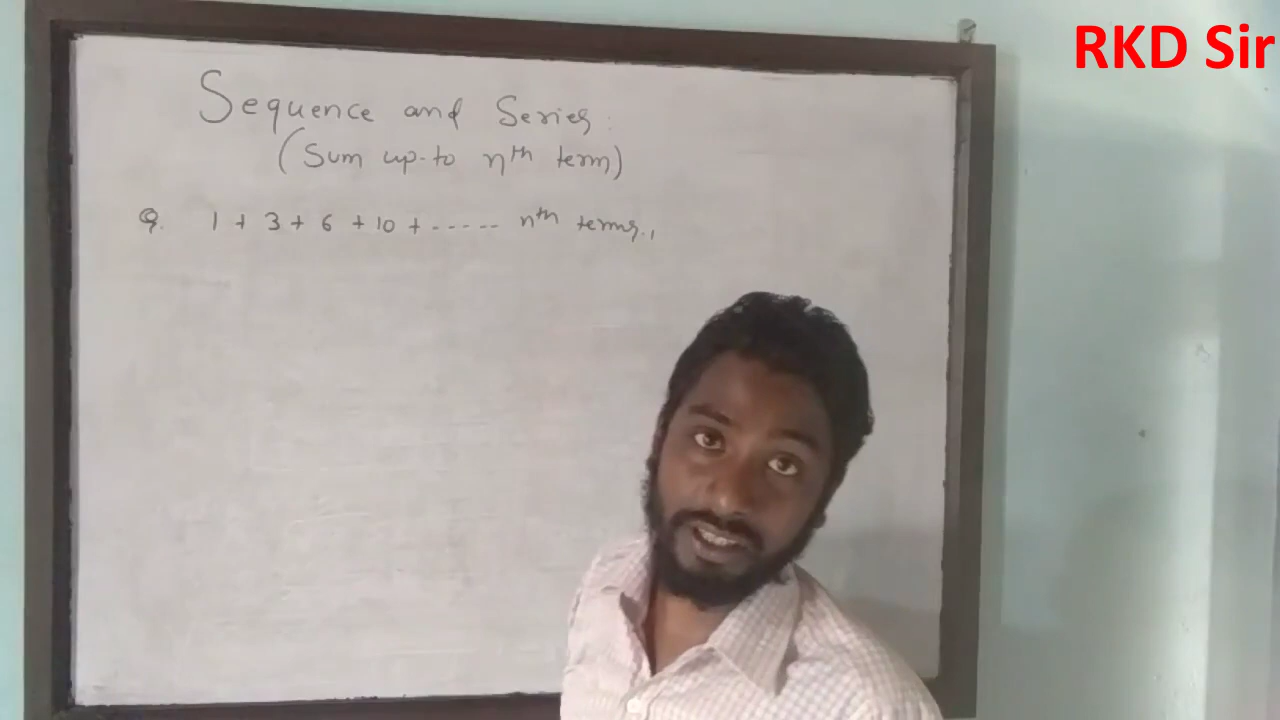 RKD Sir
Sequence and Series.
(Sum up-to nth term)
Q. 1 + 3 + 6 + 10 + ----- nth terms.,